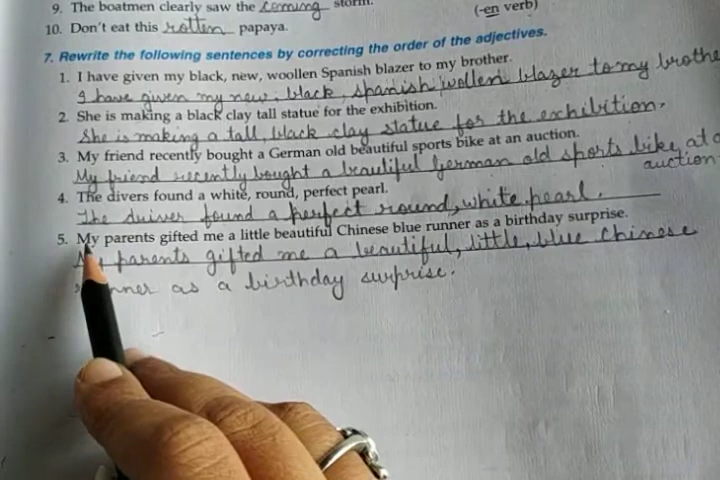 9. The boatmen clearly saw the coming storm.
(-en verb)
10. Don't eat this rotten papaya.
7. Rewrite the following sentences by correcting the order of the adjectives.
1. I have given my black, new, woollen Spanish blazer to my brother.
I have given my new, black, spanish wollen blazer to my brothe
2. She is making a black clay tall statue for the exhibition.
She is making a tall, black clay statue for the exhibition.
3. My friend recently bought a German old beautiful sports bike at an auction.
My friend recently bought a beautiful german old sports bike at a
auction
4. The divers found a white, round, perfect pearl.
The driver found a perfect round, white pearl.
5. My parents gifted me a little beautiful Chinese blue runner as a birthday surprise.
My parents gifted me a beautiful, little, blue Chinese
runner as a birthday surprise.